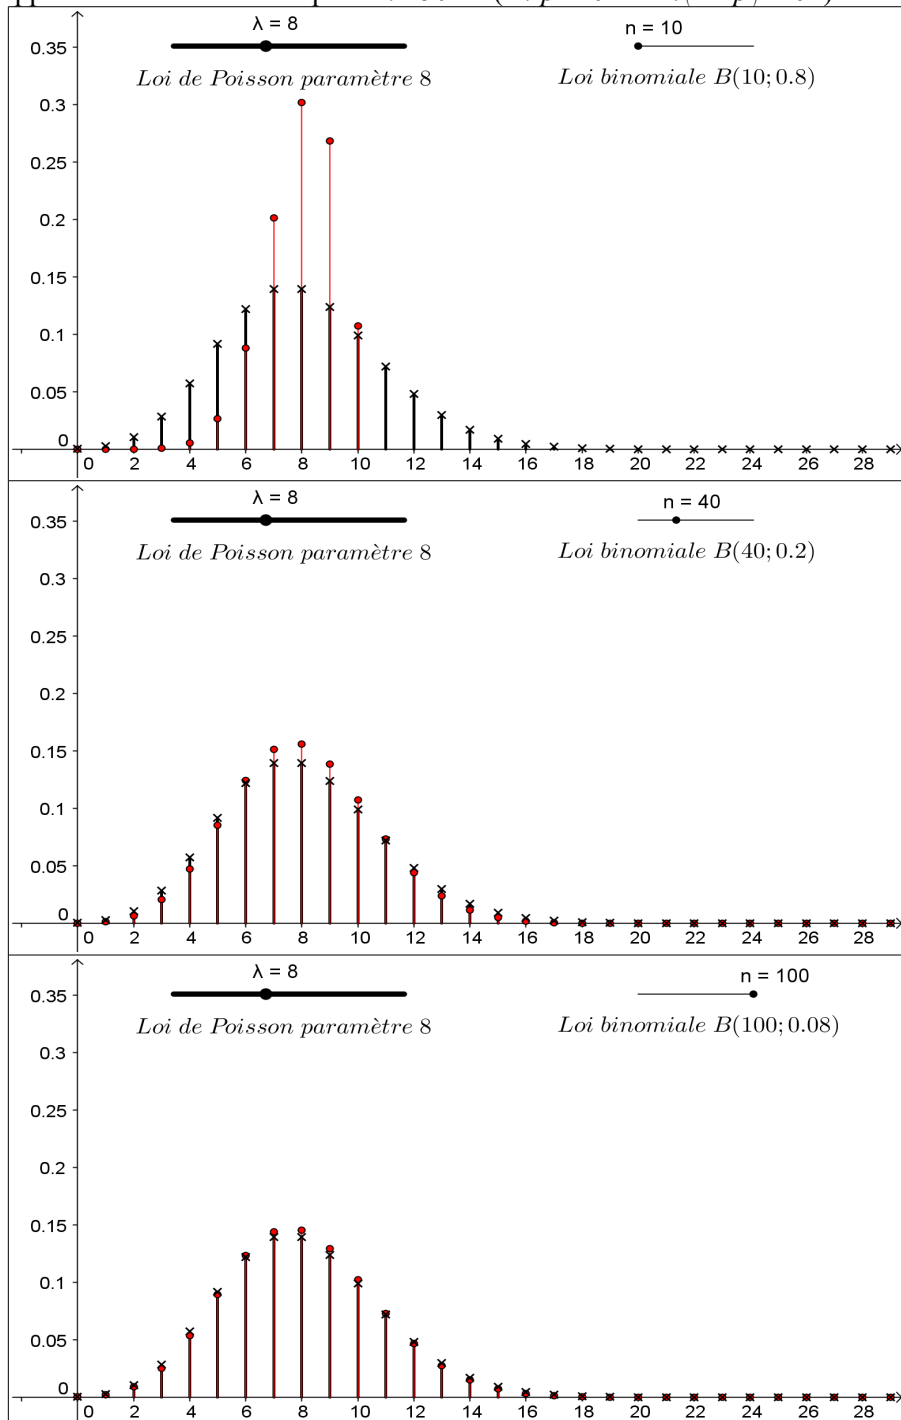 λ = 8
n = 10
0.35
Loi de Poisson paramètre 8
Loi binomiale B(10; 0.8)
0.3
0.25
0.2
0.15
0.1
0.05
0
0 2 4 6 8 10 12 14 16 18 20 22 24 26 28
λ = 8
n = 40
0.35
Loi de Poisson paramètre 8
Loi binomiale B(40; 0.2)
0.3
0.25
0.2
0.15
0.1
0.05
0
0 2 4 6 8 10 12 14 16 18 20 22 24 26 28
λ = 8
n = 100
0.35
Loi de Poisson paramètre 8
Loi binomiale B(100; 0.08)
0.3
0.25
0.2
0.15
0.1
0.05
0
0 2 4 6 8 10 12 14 16 18 20 22 24 26 28